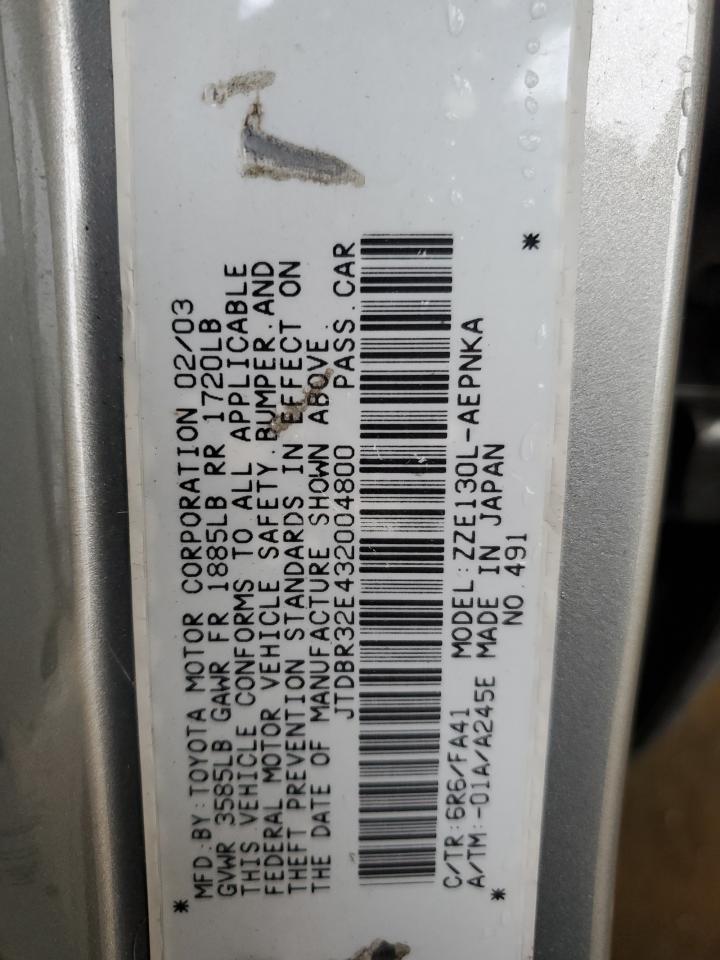 *
MFD.BY:TOYOTA MOTOR CORPORATION 02/03
GVWR 3585LB GAWR FR 1885LB RR 1720LB
THIS VEHICLE CONFORMS TO ALL APPLICABLE
FEDERAL MOTOR VEHICLE SAFETY.BUMPER.AND
THEFT PREVENTION STANDARDS IN EFFECT ON
THE DATE OF MANUFACTURE SHOWN ABOVE.
JTDBR32E432004800 PASS.CAR
C/TR:6R6/FA41 MODEL:ZZE130L-AEPNKA
A/TM:-01A/A245E MADE IN JAPAN
* NO.491 *